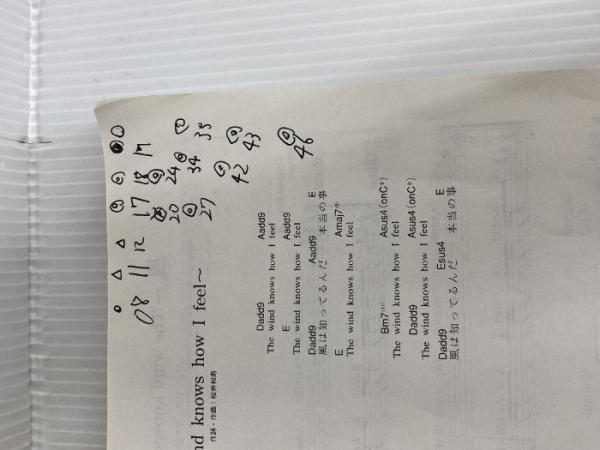 08 11 12 17 18 19
20 24 34 35
27 42 43
46
nd knows how I feel～
作詩・作曲：桜井和寿
Dadd9 Aadd9
The wind knows how I feel
E Aadd9
The wind knows how I feel
Dadd9 Aadd9 E
風は知ってるんだ 本当の事
E Amaj7
The wind knows how I feel
Bm7 Asus4 (onC#)
The wind knows how I feel
Dadd9 Asus4 (onC#)
The wind knows how I feel
Dadd9 Esus4 E
風は知ってるんだ 本当の事